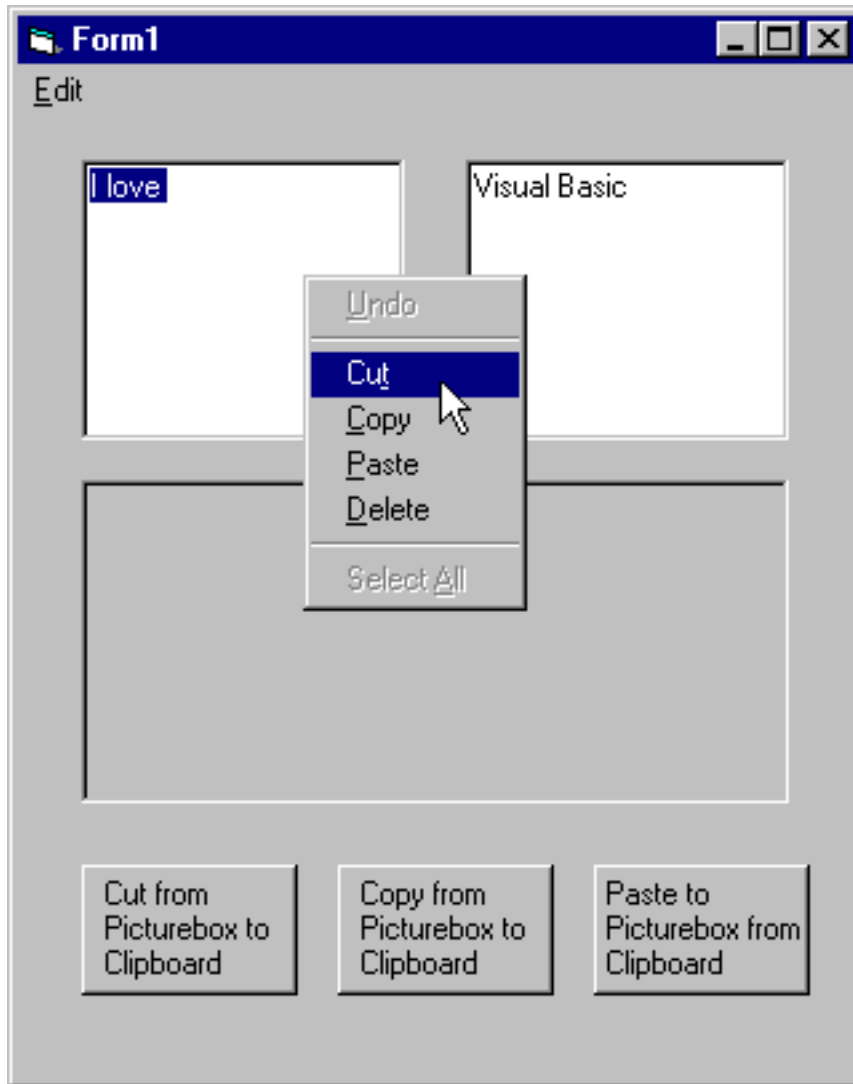 Form1
Edit
I love
Visual Basic
Undo
Cut
Copy
Paste
Delete
Select All
Cut from
Picturebox to
Clipboard
Copy from
Picturebox to
Clipboard
Paste to
Picturebox from
Clipboard